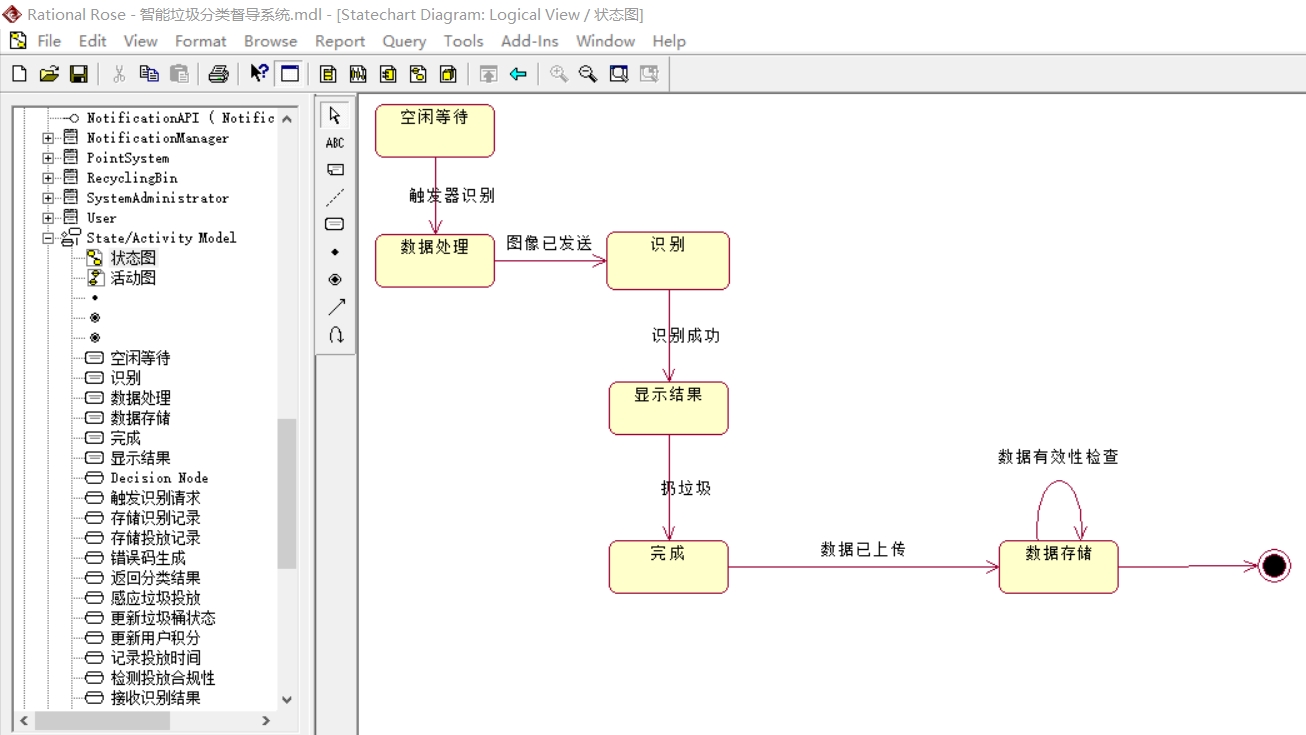 Rational Rose - 智能垃圾分类督导系统.mdl - [Statechart Diagram: Logical View / 状态图]
File Edit View Format Browse Report Query Tools Add-Ins Window Help
NotificationAPI ( Notific
NotificationManager
PointSystem
RecyclingBin
SystemAdministrator
User
State/Activity Model
状态图
活动图
空闲等待
识别
数据处理
数据存储
完成
显示结果
Decision Node
触发识别请求
存储识别记录
存储投放记录
错误码生成
返回分类结果
感应垃圾投放
更新垃圾桶状态
更新用户积分
记录投放时间
检测投放合规性
接收识别结果
ABC
空闲等待
触发器识别
数据处理
图像已发送
识别
识别成功
显示结果
扔垃圾
完成
数据已上传
数据有效性检查
数据存储